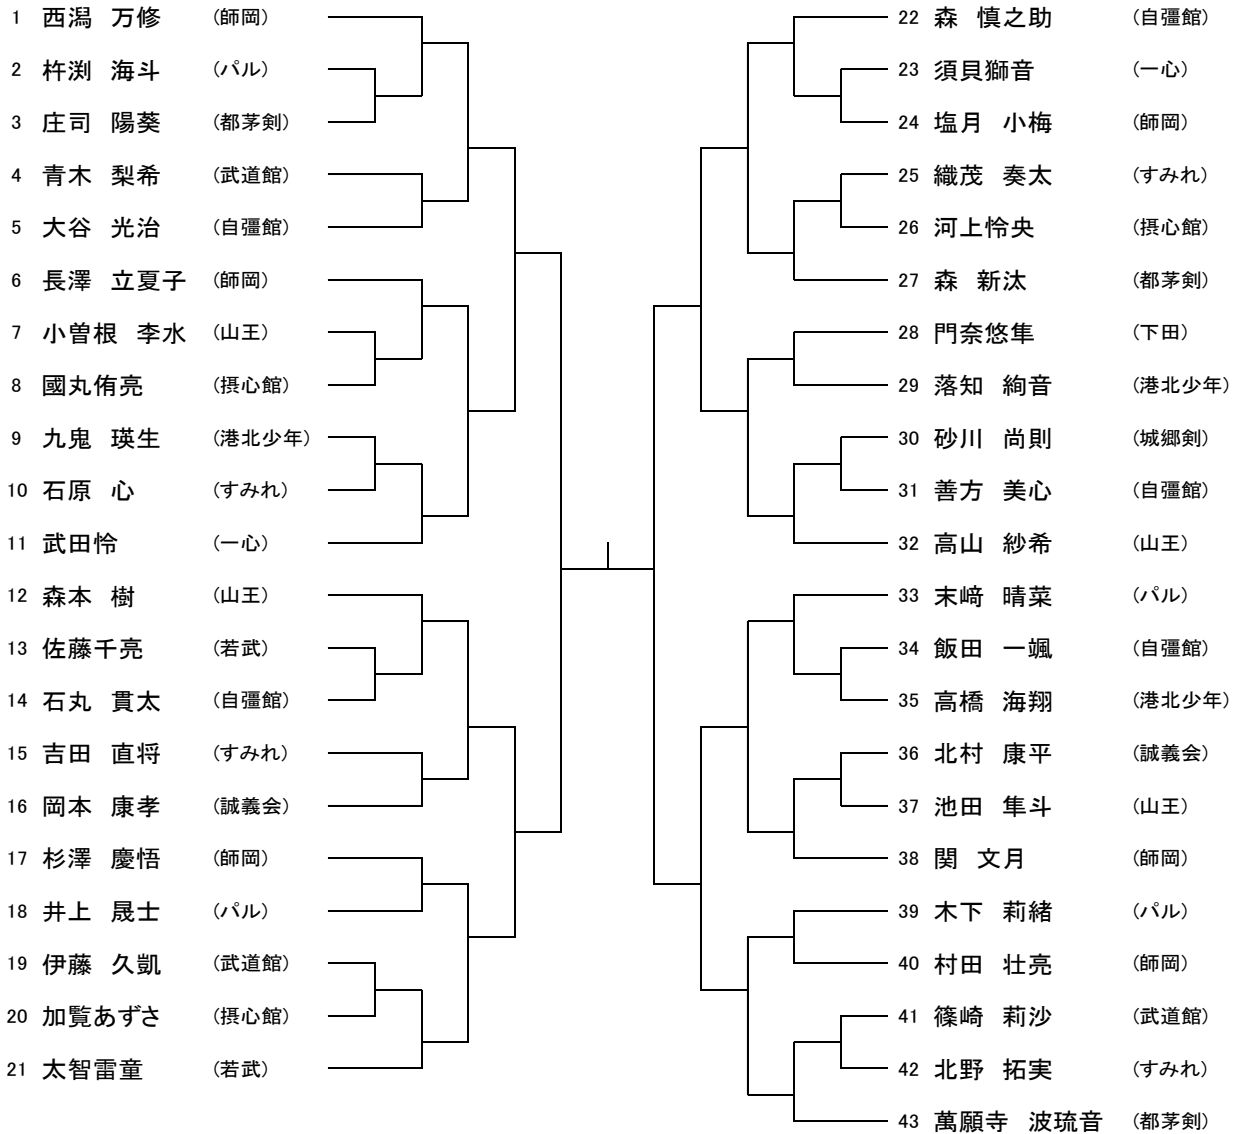 1 西潟 万修 (師岡)
2 杵渕 海斗 (パル)
3 庄司 陽葵 (都茅剣)
4 青木 梨希 (武道館)
5 大谷 光治 (自彊館)
6 長澤 立夏子 (師岡)
7 小曽根 李水 (山王)
8 國丸侑亮 (摂心館)
9 九鬼 瑛生 (港北少年)
10 石原 心 (すみれ)
11 武田怜 (一心)
12 森本 樹 (山王)
13 佐藤千亮 (若武)
14 石丸 貫太 (自彊館)
15 吉田 直将 (すみれ)
16 岡本 康孝 (誠義会)
17 杉澤 慶悟 (師岡)
18 井上 晟士 (パル)
19 伊藤 久凱 (武道館)
20 加覧あずさ (摂心館)
21 太智雷童 (若武)
22 森 慎之助 (自彊館)
23 須貝獅音 (一心)
24 塩月 小梅 (師岡)
25 織茂 奏太 (すみれ)
26 河上怜央 (摂心館)
27 森 新汰 (都茅剣)
28 門奈悠隼 (下田)
29 落知 絢音 (港北少年)
30 砂川 尚則 (城郷剣)
31 善方 美心 (自彊館)
32 高山 紗希 (山王)
33 末﨑 晴菜 (パル)
34 飯田 一颯 (自彊館)
35 高橋 海翔 (港北少年)
36 北村 康平 (誠義会)
37 池田 隼斗 (山王)
38 関 文月 (師岡)
39 木下 莉緒 (パル)
40 村田 壮亮 (師岡)
41 篠崎 莉沙 (武道館)
42 北野 拓実 (すみれ)
43 萬願寺 波琉音 (都茅剣)